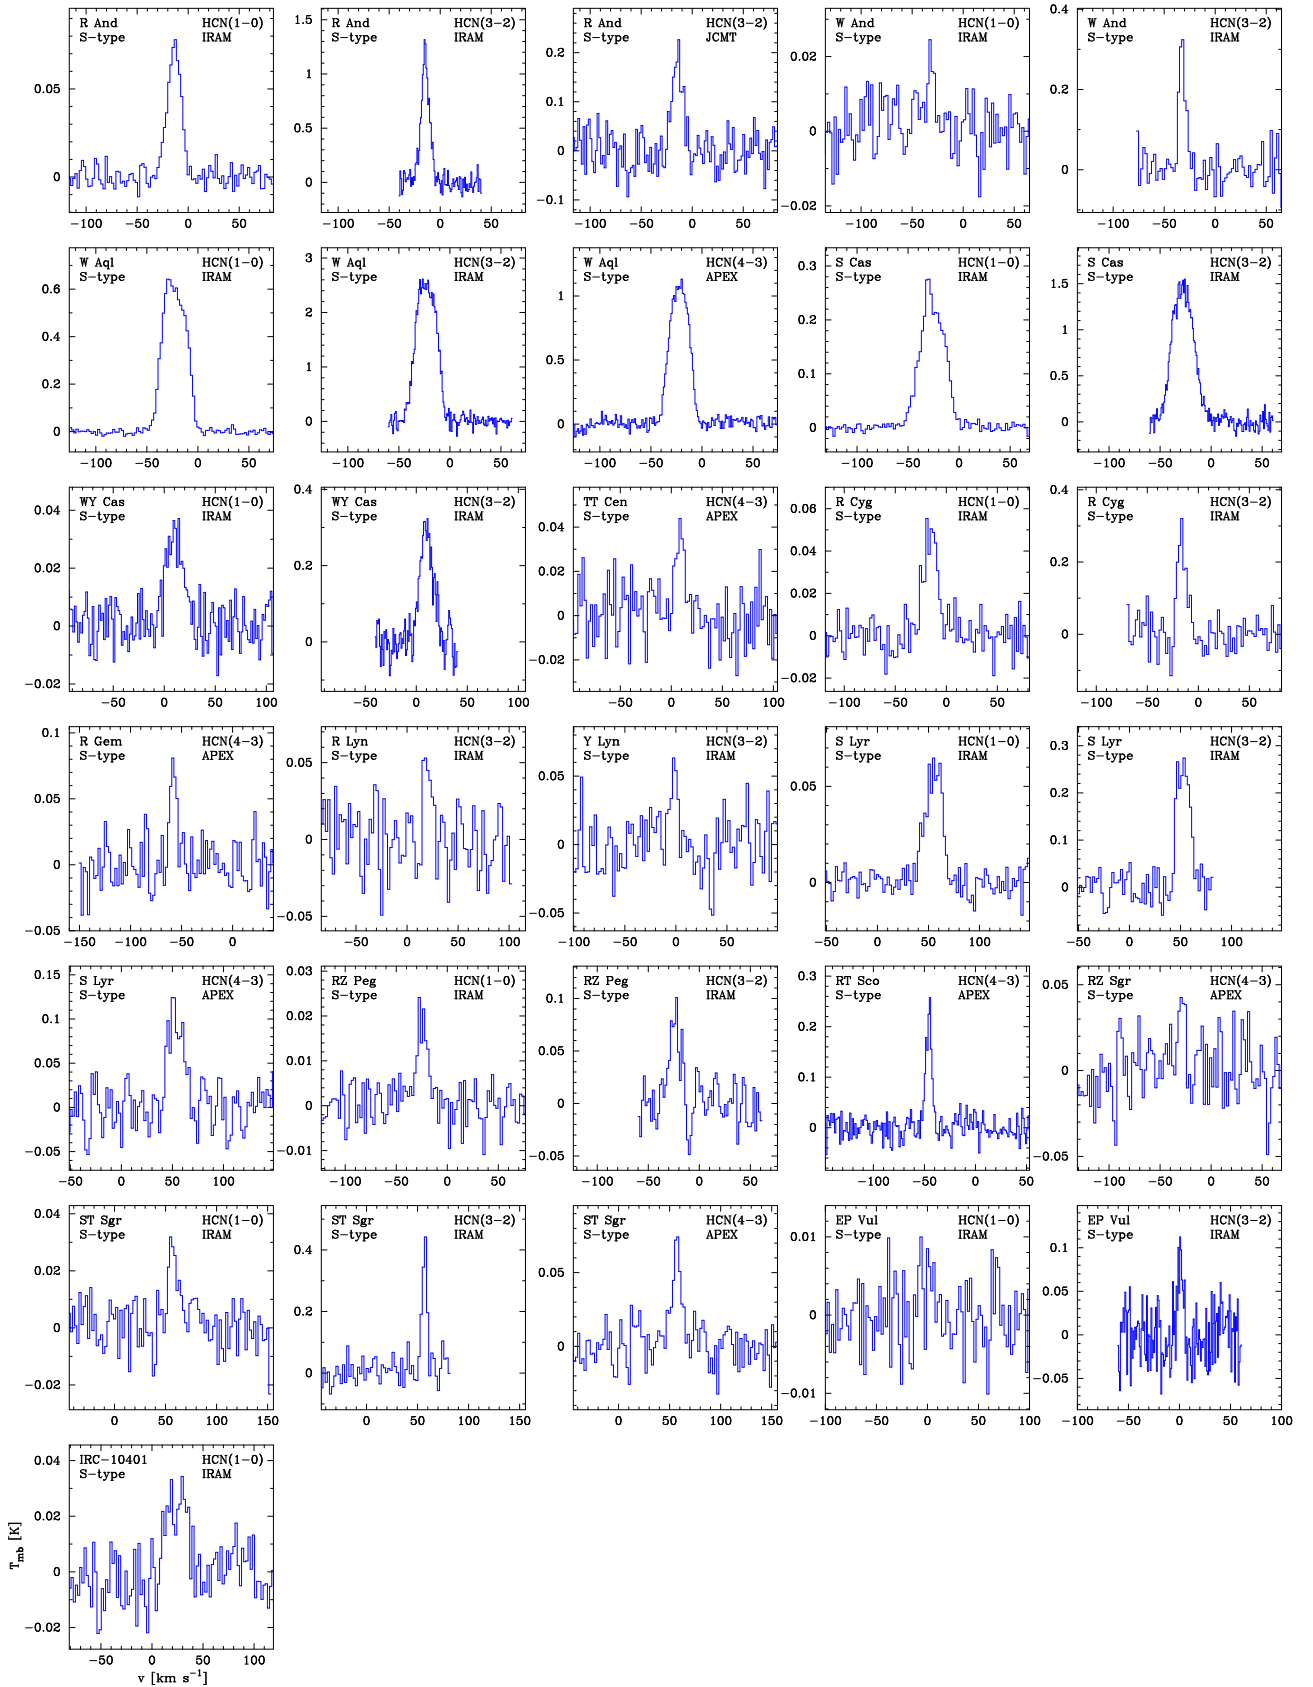 R And HCN(1-0)
S-type IRAM
0.05
0
-100 -50 0 50
R And HCN(3-2)
S-type IRAM
1.5
1
0.5
0
-100 -50 0 50
R And HCN(3-2)
S-type JCMT
0.2
0.1
0
-0.1
-100 -50 0 50
W And HCN(1-0)
S-type IRAM
0.02
0
-0.02
-100 -50 0 50
W And HCN(3-2)
S-type IRAM
0.4
0.2
0
-100 -50 0 50
W Aql HCN(1-0)
S-type IRAM
0.6
0.4
0.2
0
-100 -50 0 50
W Aql HCN(3-2)
S-type IRAM
3
2
1
0
-100 -50 0 50
W Aql HCN(4-3)
S-type APEX
1
0.5
0
-100 -50 0 50
S Cas HCN(1-0)
S-type IRAM
0.3
0.2
0.1
0
-100 -50 0 50
S Cas HCN(3-2)
S-type IRAM
1.5
1
0.5
0
-100 -50 0 50
WY Cas HCN(1-0)
S-type IRAM
0.04
0.02
0
-0.02
-50 0 50 100
WY Cas HCN(3-2)
S-type IRAM
0.4
0.3
0.2
0.1
0
-50 0 50 100
TT Cen HCN(4-3)
S-type APEX
0.04
0.02
0
-0.02
-50 0 50 100
R Cyg HCN(1-0)
S-type IRAM
0.06
0.04
0.02
0
-0.02
-100 -50 0 50
R Cyg HCN(3-2)
S-type IRAM
0.4
0.2
0
-100 -50 0 50
R Gem HCN(4-3)
S-type APEX
0.1
0.05
0
-0.05
-150 -100 -50 0
R Lyn HCN(3-2)
S-type IRAM
0.05
0
-0.05
-50 0 50 100
Y Lyn HCN(3-2)
S-type IRAM
0.05
0
-0.05
-100 -50 0 50
S Lyr HCN(1-0)
S-type IRAM
0.05
0
-50 0 50 100
S Lyr HCN(3-2)
S-type IRAM
0.3
0.2
0.1
0
-50 0 50 100
S Lyr HCN(4-3)
S-type APEX
0.15
0.1
0.05
0
-0.05
-50 0 50 100
RZ Peg HCN(1-0)
S-type IRAM
0.03
0.02
0.01
0
-0.01
-100 -50 0 50
RZ Peg HCN(3-2)
S-type IRAM
0.1
0.05
0
-0.05
-100 -50 0 50
RT Sco HCN(4-3)
S-type APEX
0.3
0.2
0.1
0
-100 -50 0 50
RZ Sgr HCN(4-3)
S-type APEX
0.05
0
-0.05
-100 -50 0 50
ST Sgr HCN(1-0)
S-type IRAM
0.04
0.02
0
-0.02
0 50 100 150
ST Sgr HCN(3-2)
S-type IRAM
0.4
0.2
0
0 50 100 150
ST Sgr HCN(4-3)
S-type APEX
0.05
0
0 50 100 150
EP Vul HCN(1-0)
S-type IRAM
0.01
0
-0.01
-100 -50 0 50 100
EP Vul HCN(3-2)
S-type IRAM
0.1
0.05
0
-0.05
-100 -50 0 50 100
IRC-10401 HCN(1-0)
S-type IRAM
0.04
0.02
0
-0.02
T_mb [K]
-50 0 50 100
v [km s⁻¹]